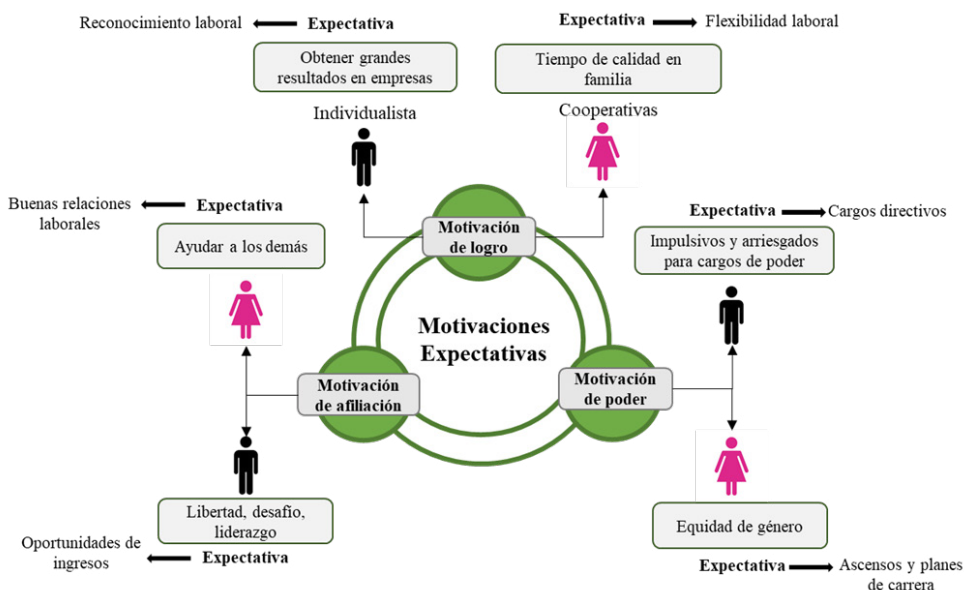 Reconocimiento laboral
Expectativa
Expectativa
Flexibilidad laboral
Obtener grandes
resultados en empresas
Tiempo de calidad en
familia
Individualista
Cooperativas
Buenas relaciones
laborales
Expectativa
Expectativa
Cargos directivos
Ayudar a los demás
Impulsivos y arriesgados
para cargos de poder
Motivación
de logro
Motivaciones
Expectativas
Motivación
de afiliación
Motivación
de poder
Libertad, desafío,
liderazgo
Equidad de género
Oportunidades de
ingresos
Expectativa
Expectativa
Ascensos y planes
de carrera